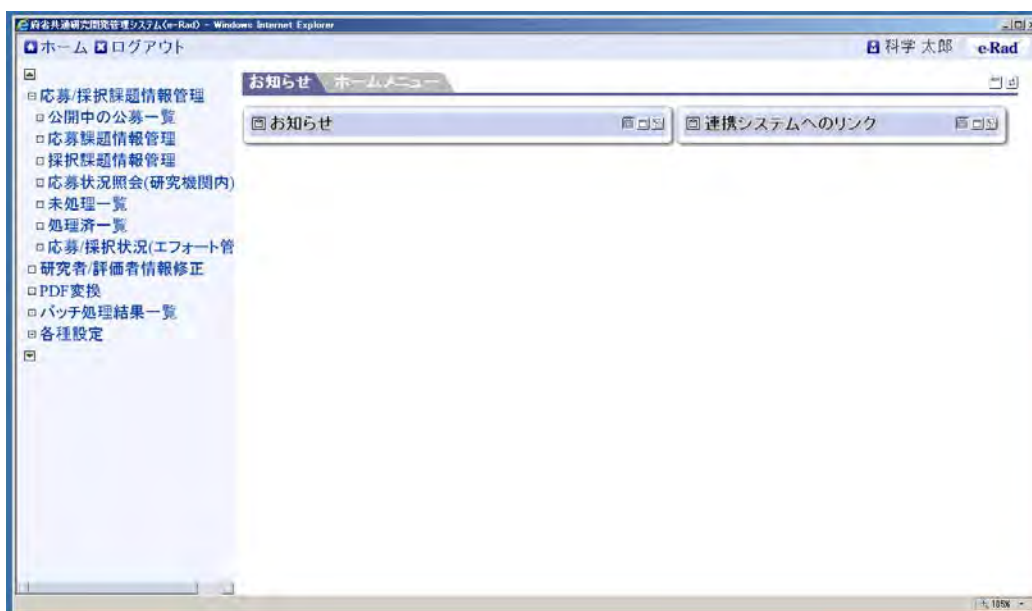 府省共通研究開発管理システム(e-Rad) - Windows Internet Explorer
ホーム ログアウト
科学 太郎 e-Rad
応募/採択課題情報管理
公開中の公募一覧
応募課題情報管理
採択課題情報管理
応募状況照会(研究機関内)
未処理一覧
処理済一覧
応募/採択状況(エフォート管
研究者/評価者情報修正
PDF変換
バッチ処理結果一覧
各種設定
お知らせ ホームメニュー
お知らせ
連携システムへのリンク
105%